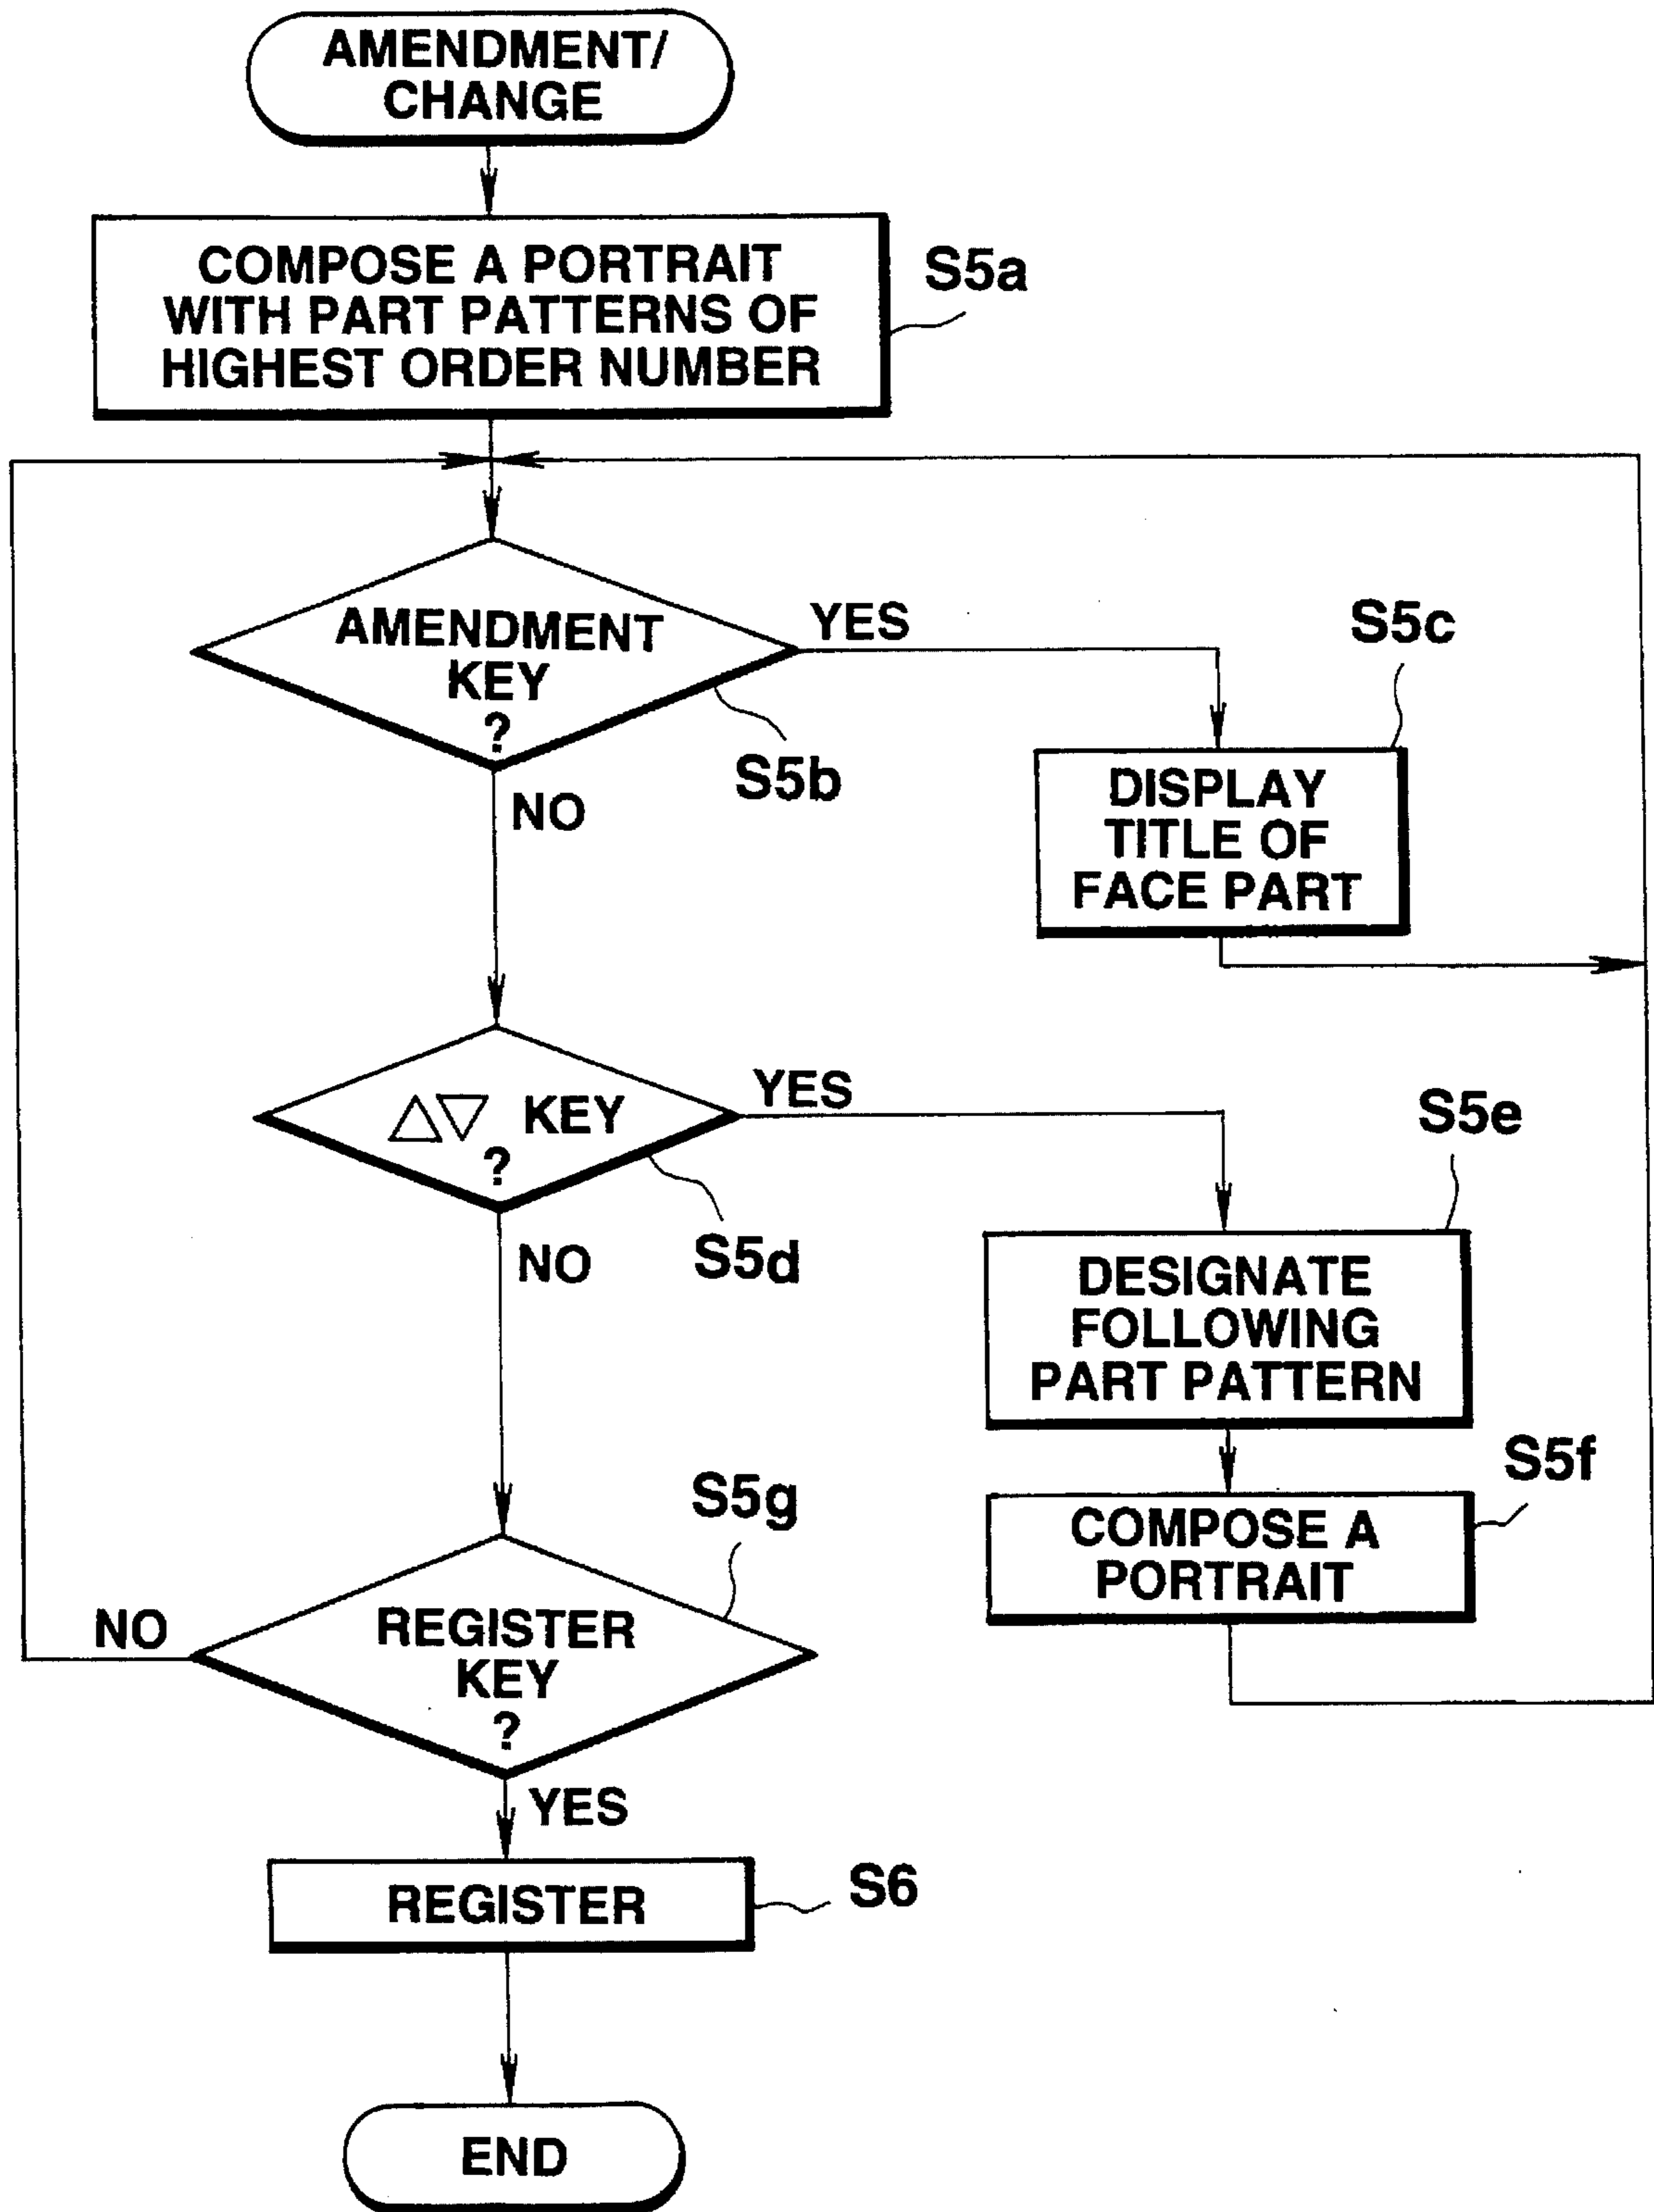 AMENDMENT/
CHANGE
COMPOSE A PORTRAIT
WITH PART PATTERNS OF
HIGHEST ORDER NUMBER
S5a
AMENDMENT
KEY
?
YES
S5b
NO
S5c
DISPLAY
TITLE OF
FACE PART
△▽ KEY
?
YES
S5d
NO
S5e
DESIGNATE
FOLLOWING
PART PATTERN
S5f
COMPOSE A
PORTRAIT
S5g
REGISTER
KEY
?
NO
YES
REGISTER
S6
END